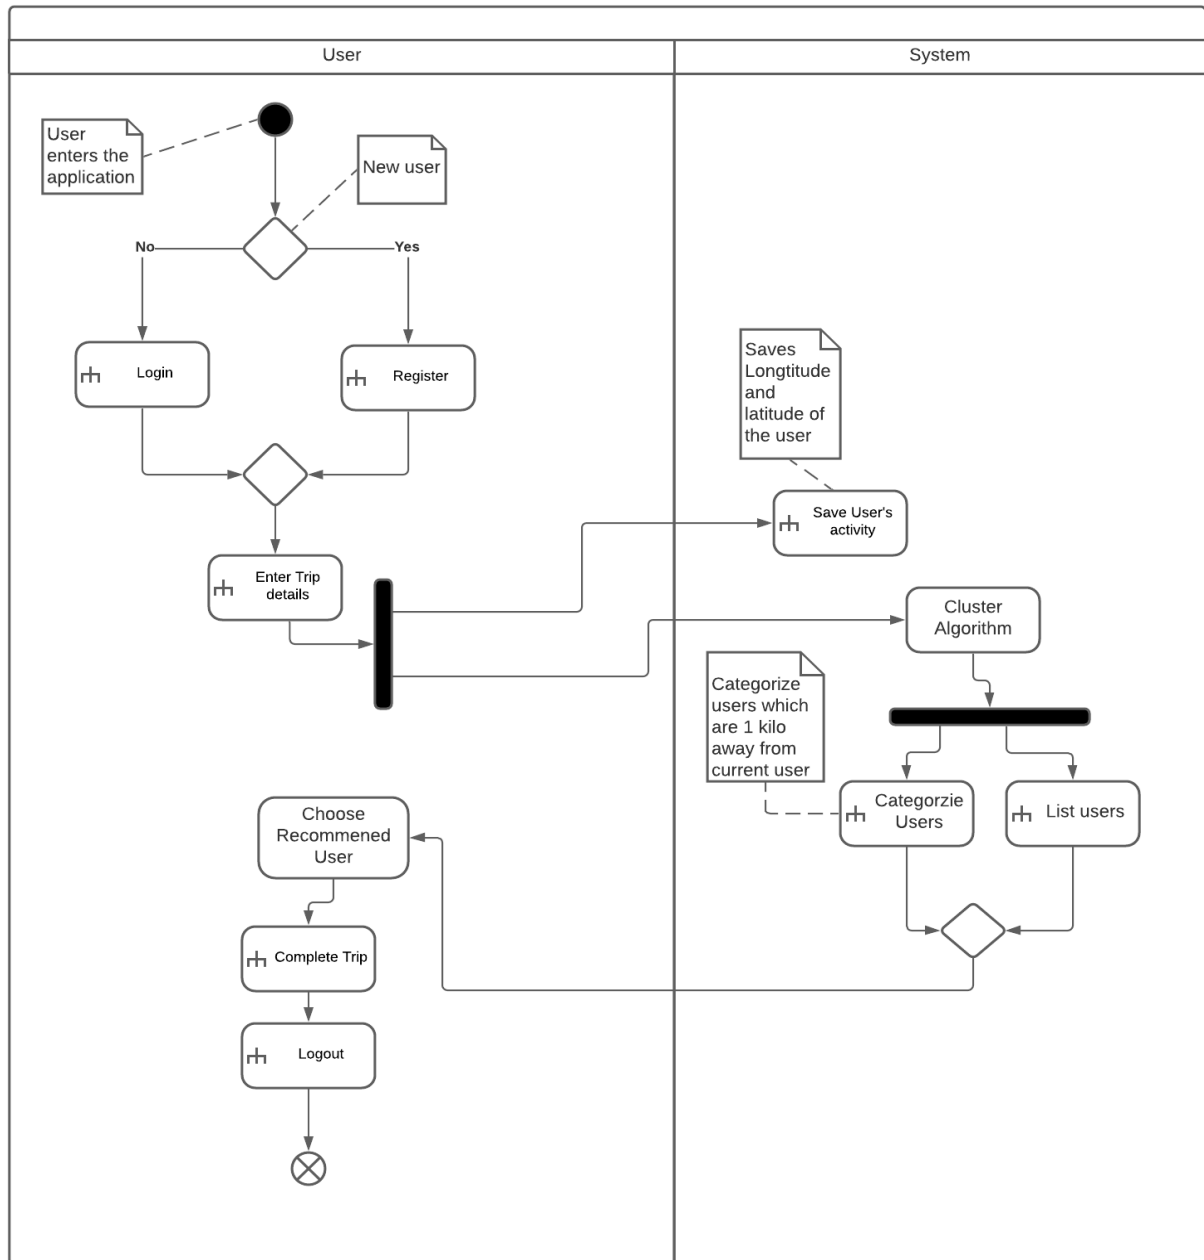 User
System
User
enters the
application
New user
No
Yes
Login
Register
Saves
Longtitude
and
latitude of
the user
Save User's
activity
Enter Trip
details
Cluster
Algorithm
Categorize
users which
are 1 kilo
away from
current user
Categorzie
Users
List users
Choose
Recommened
User
Complete Trip
Logout